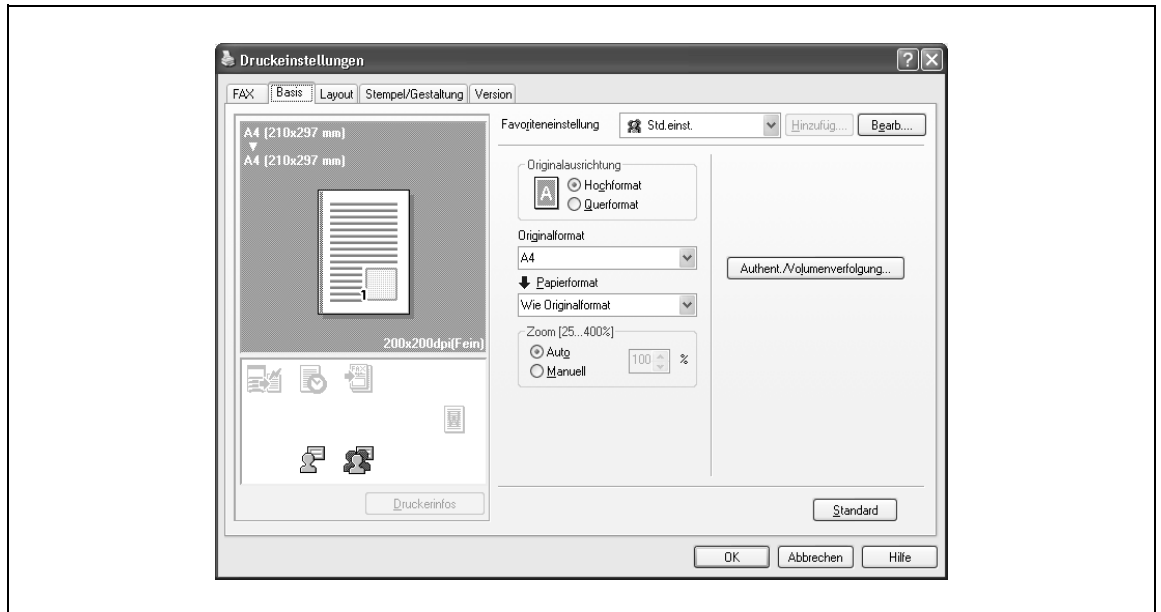 Druckeinstellungen
FAX Basis Layout Stempel/Gestaltung Version
A4 (210x297 mm)
A4 (210x297 mm)
1
200x200dpi(Fein)
Druckerinfos
Favoriteneinstellung Std.einst. Hinzufüg.... Bearb....
Originalausrichtung
A
Hochformat
Querformat
Originalformat
A4
Papierformat
Wie Originalformat
Zoom [25...400%]
Auto
Manuell
100 %
Authent./Volumenverfolgung...
Standard
OK Abbrechen Hilfe